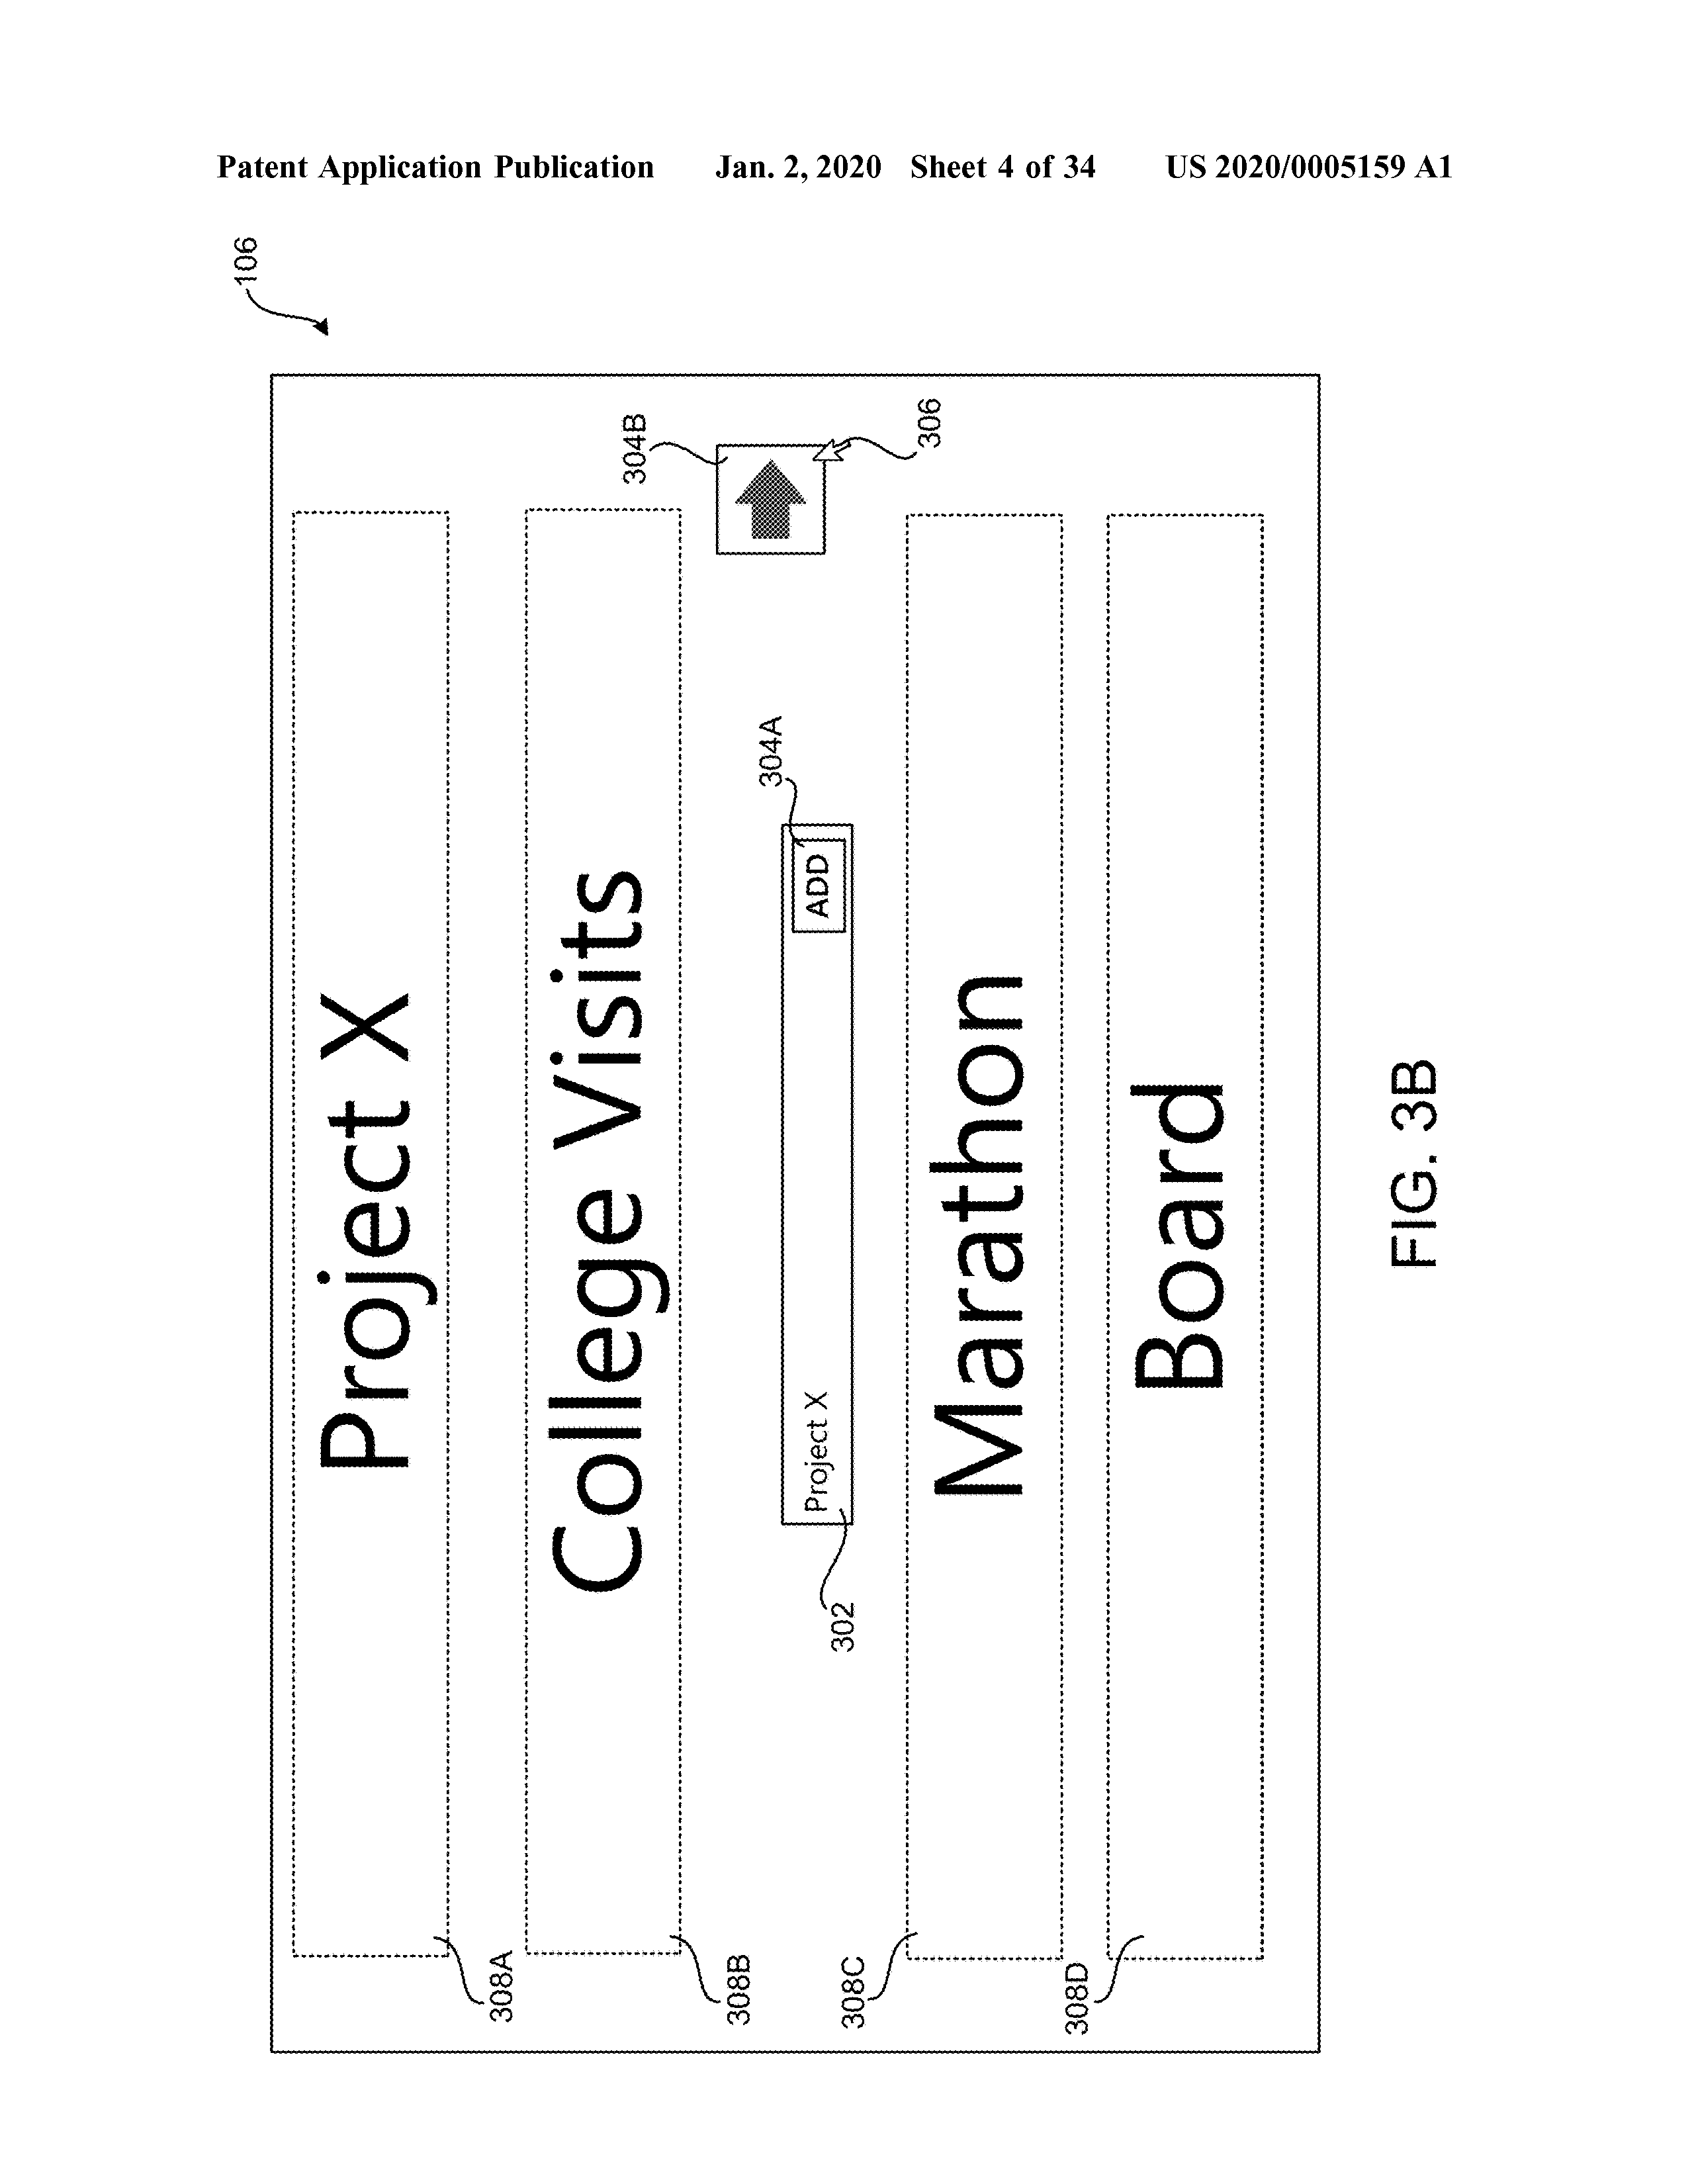 Patent Application Publication Jan. 2, 2020 Sheet 4 of 34 US 2020/0005159 A1
106
308A
Project X
308B
College Visits
304B
306
302
Project X
ADD
304A
308C
Marathon
308D
Board
FIG. 3B